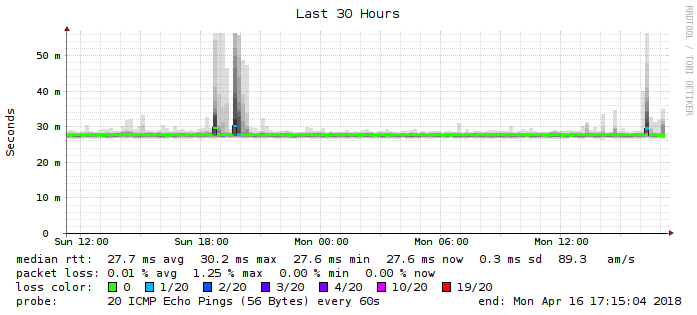 Last 30 Hours
RRDTOOL / TOBI OETIKER
Seconds
50 m
40 m
30 m
20 m
10 m
0
Sun 12:00 Sun 18:00 Mon 00:00 Mon 06:00 Mon 12:00
median rtt: 27.7 ms avg 30.2 ms max 27.6 ms min 27.6 ms now 0.3 ms sd 89.3 am/s
packet loss: 0.01 % avg 1.25 % max 0.00 % min 0.00 % now
loss color: 0 1/20 2/20 3/20 4/20 10/20 19/20
probe: 20 ICMP Echo Pings (56 Bytes) every 60s end: Mon Apr 16 17:15:04 2018